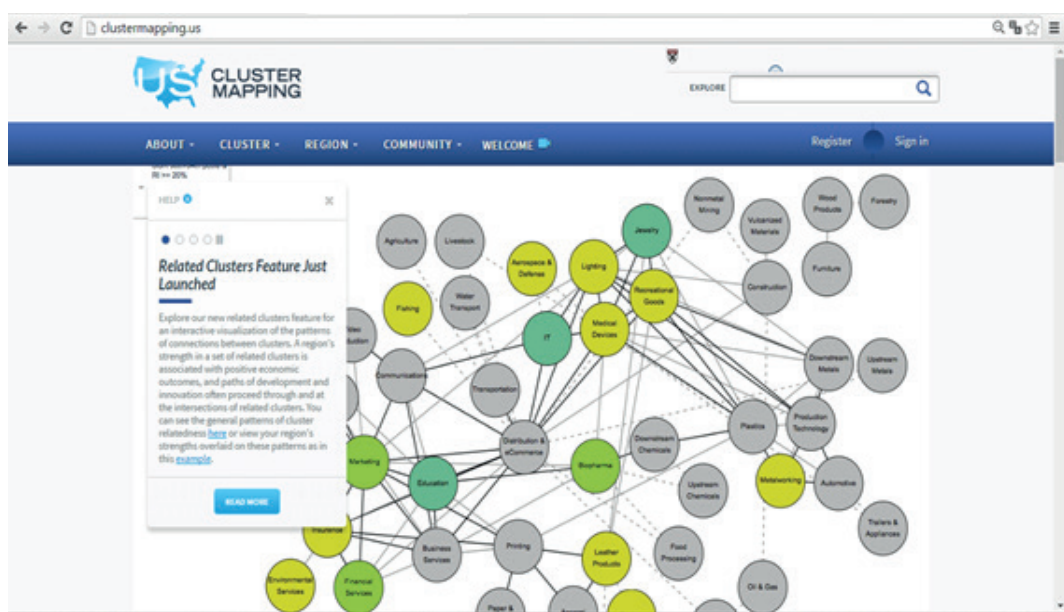 clustermapping.us
US
CLUSTER
MAPPING
EXPLORE
ABOUT
CLUSTER
REGION
COMMUNITY
WELCOME
Register
Sign in
RI >= 20%
HELP
Related Clusters Feature Just
Launched
Explore our new related clusters feature for
an interactive visualization of the patterns
of connections between clusters. A region's
strength in a set of related clusters is
associated with positive economic
outcomes, and paths of development and
innovation often proceed through and at
the intersections of related clusters. You
can see the general patterns of cluster
relatedness here or view your region's
strengths overlaid on these patterns as in
this example.
READ MORE
Agriculture
Livestock
Fishing
Water
Transport
Aerospace &
Defense
Lighting
Jewelry
Recreational
Goods
Medical
Devices
IT
Nonmetal
Mining
Vulcanized
Materials
Wood
Products
Forestry
Furniture
Construction
Communications
Transportation
Downstream
Metals
Upstream
Metals
Distribution &
eCommerce
Plastics
Production
Technology
Downstream
Chemicals
Marketing
Education
Biopharma
Upstream
Chemicals
Metalworking
Automotive
Trailers &
Appliances
Insurance
Business
Services
Printing
Leather
Products
Food
Processing
Environmental
Services
Financial
Services
Oil & Gas
Paper &